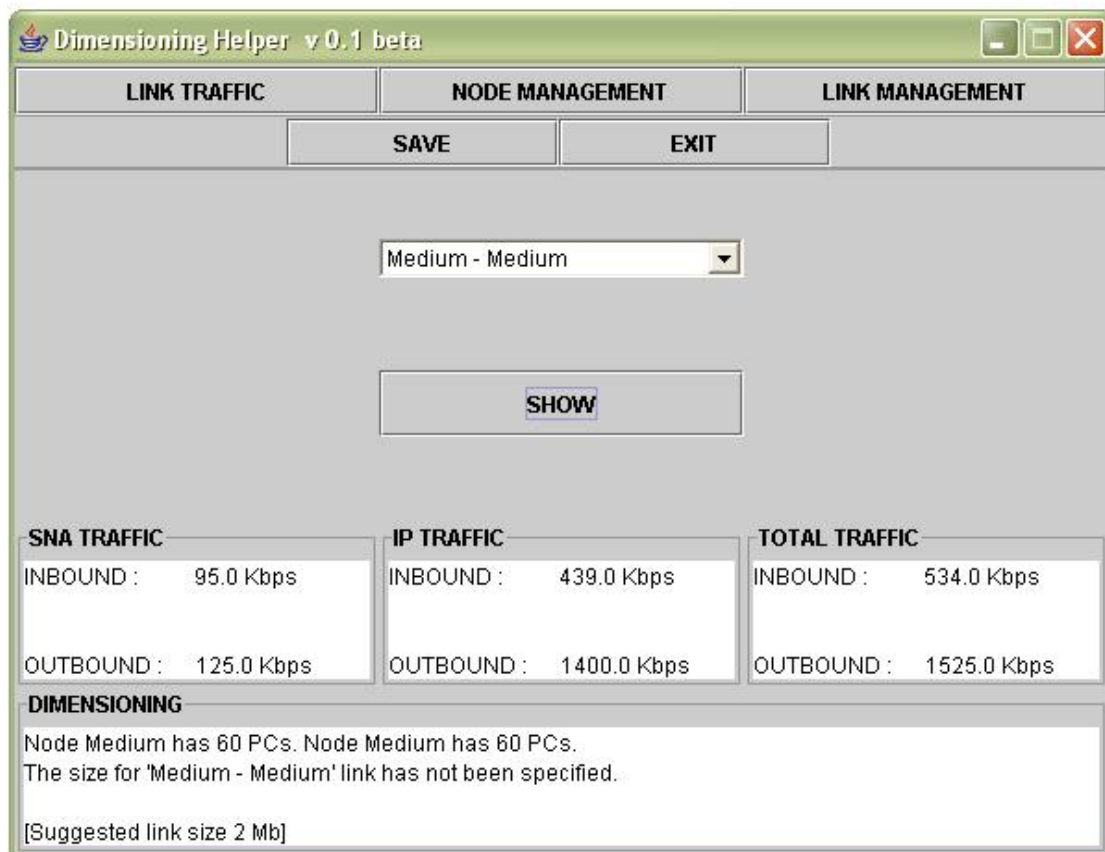 Dimensioning Helper v 0.1 beta
LINK TRAFFIC NODE MANAGEMENT LINK MANAGEMENT
SAVE EXIT
Medium - Medium
SHOW
SNA TRAFFIC IP TRAFFIC TOTAL TRAFFIC
INBOUND : 95.0 Kbps INBOUND : 439.0 Kbps INBOUND : 534.0 Kbps
OUTBOUND : 125.0 Kbps OUTBOUND : 1400.0 Kbps OUTBOUND : 1525.0 Kbps
DIMENSIONING
Node Medium has 60 PCs. Node Medium has 60 PCs.
The size for 'Medium - Medium' link has not been specified.
[Suggested link size 2 Mb]